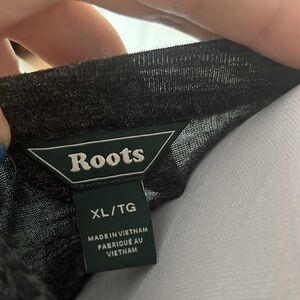 Roots
XL/TG
MADE IN VIETNAM
FABRIQUÉ AU
VIETNAM